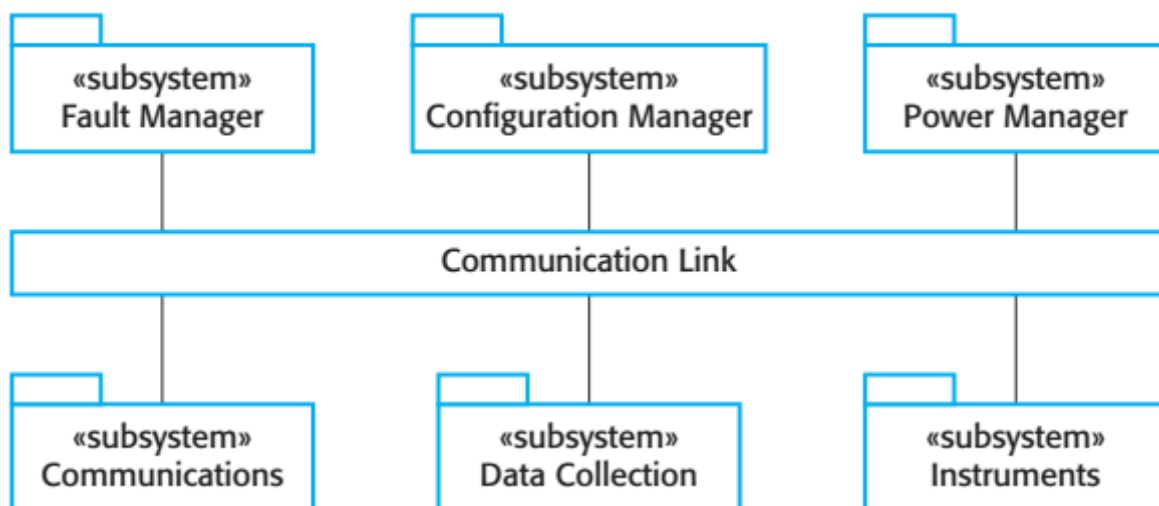 «subsystem»
Fault Manager
«subsystem»
Configuration Manager
«subsystem»
Power Manager
Communication Link
«subsystem»
Communications
«subsystem»
Data Collection
«subsystem»
Instruments